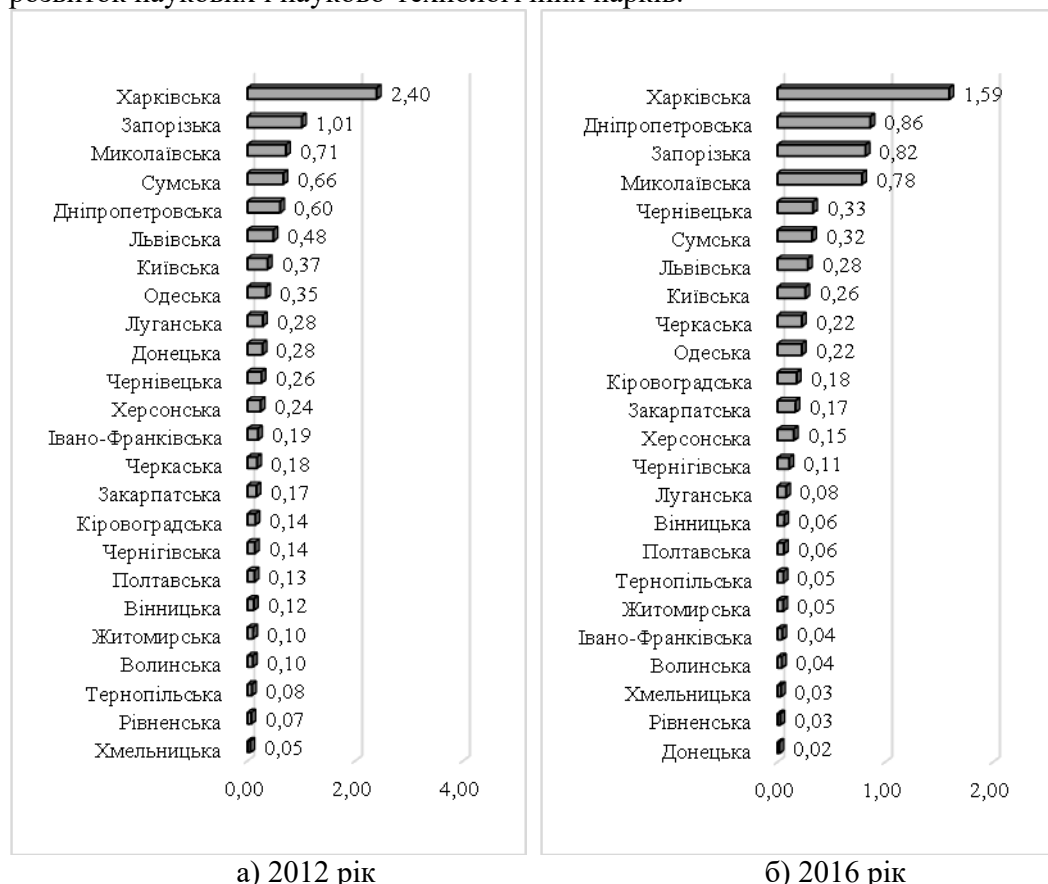 розвиток наукових і науково-технологічних парків.
Харківська 2,40
Запорізька 1,01
Миколаївська 0,71
Сумська 0,66
Дніпропетровська 0,60
Львівська 0,48
Київська 0,37
Одеська 0,35
Луганська 0,28
Донецька 0,28
Чернівецька 0,26
Херсонська 0,24
Івано-Франківська 0,19
Черкаська 0,18
Закарпатська 0,17
Кіровоградська 0,14
Чернігівська 0,14
Полтавська 0,13
Вінницька 0,12
Житомирська 0,10
Волинська 0,10
Тернопільська 0,08
Рівненська 0,07
Хмельницька 0,05
0,00 2,00 4,00
а) 2012 рік
Харківська 1,59
Дніпропетровська 0,86
Запорізька 0,82
Миколаївська 0,78
Чернівецька 0,33
Сумська 0,32
Львівська 0,28
Київська 0,26
Черкаська 0,22
Одеська 0,22
Кіровоградська 0,18
Закарпатська 0,17
Херсонська 0,15
Чернігівська 0,11
Луганська 0,08
Вінницька 0,06
Полтавська 0,06
Тернопільська 0,05
Житомирська 0,05
Івано-Франківська 0,04
Волинська 0,04
Хмельницька 0,03
Рівненська 0,03
Донецька 0,02
0,00 1,00 2,00
б) 2016 рік